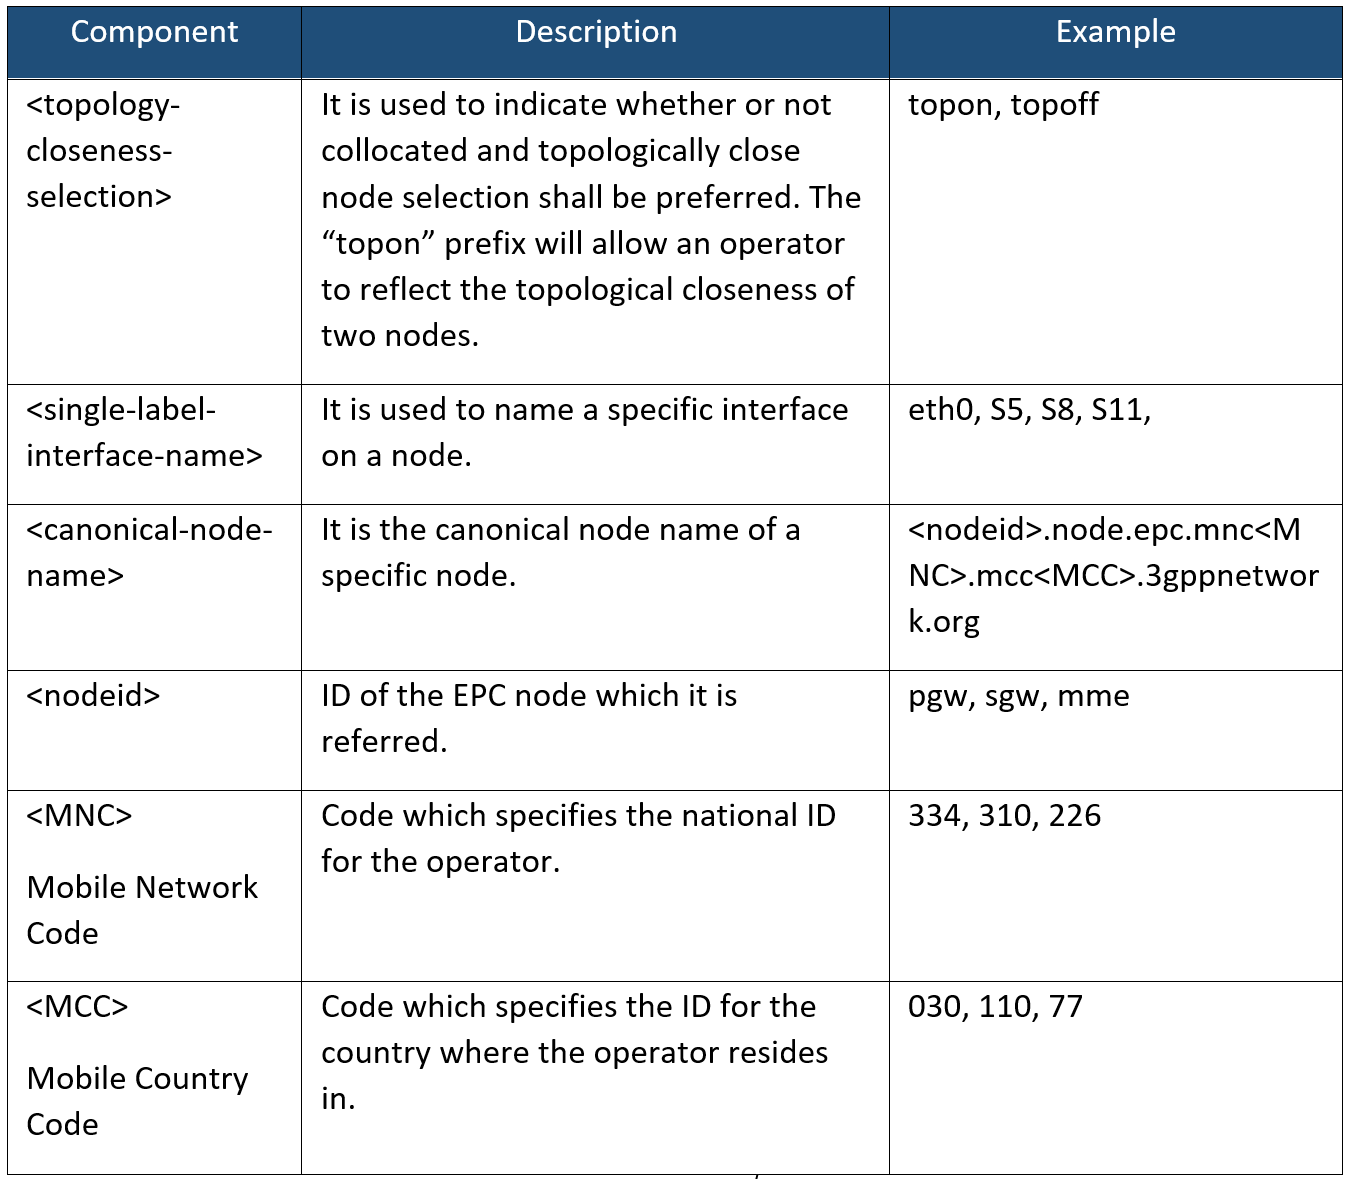 Component Description Example
<topology-
closeness-
selection>
It is used to indicate whether or not
collocated and topologically close
node selection shall be preferred. The
“topon” prefix will allow an operator
to reflect the topological closeness of
two nodes.
topon, topoff
<single-label-
interface-name>
It is used to name a specific interface
on a node.
eth0, S5, S8, S11,
<canonical-node-
name>
It is the canonical node name of a
specific node.
<nodeid>.node.epc.mnc<M
NC>.mcc<MCC>.3gppnetwor
k.org
<nodeid>
ID of the EPC node which it is
referred.
pgw, sgw, mme
<MNC>
Mobile Network
Code
Code which specifies the national ID
for the operator.
334, 310, 226
<MCC>
Mobile Country
Code
Code which specifies the ID for the
country where the operator resides
in.
030, 110, 77